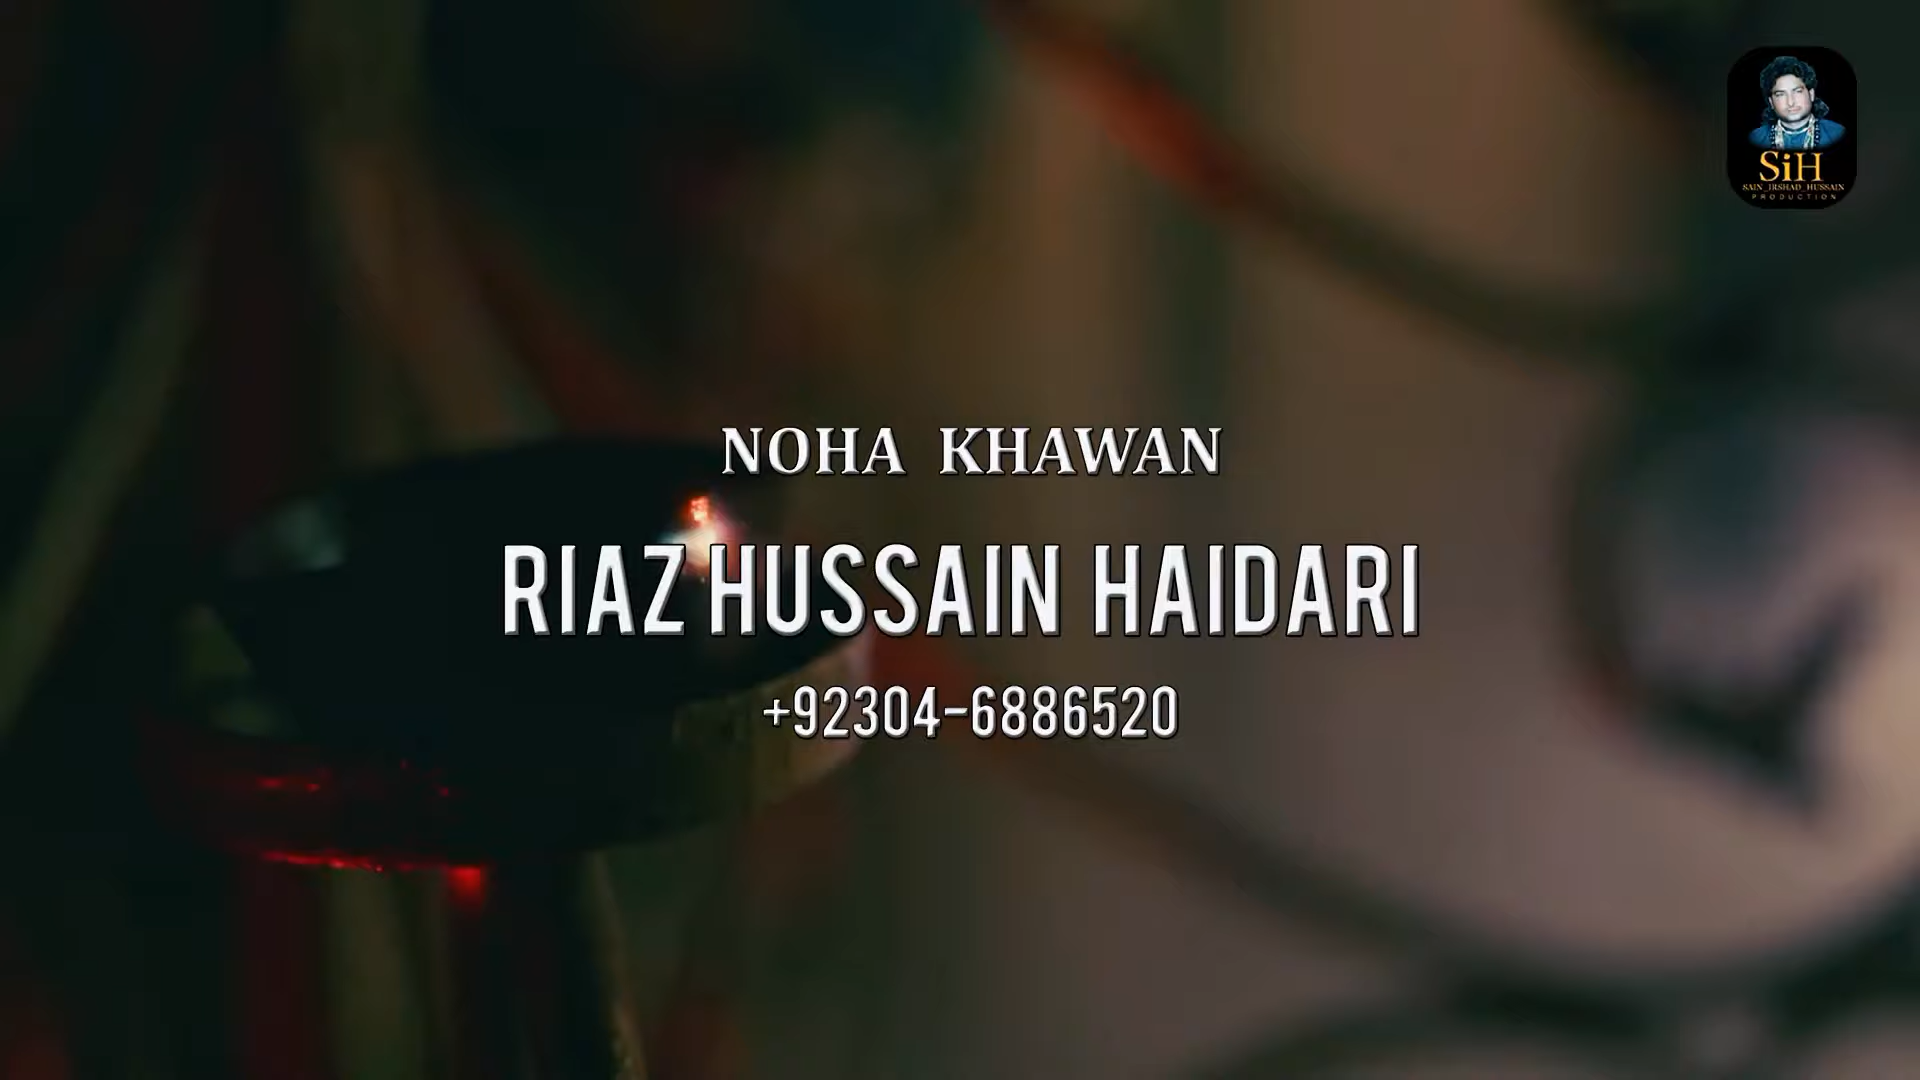 SiH
SAIN_IRSHAD_HUSSAIN
PRODUCTION
NOHA KHAWAN
RIAZ HUSSAIN HAIDARI
+92304-6886520